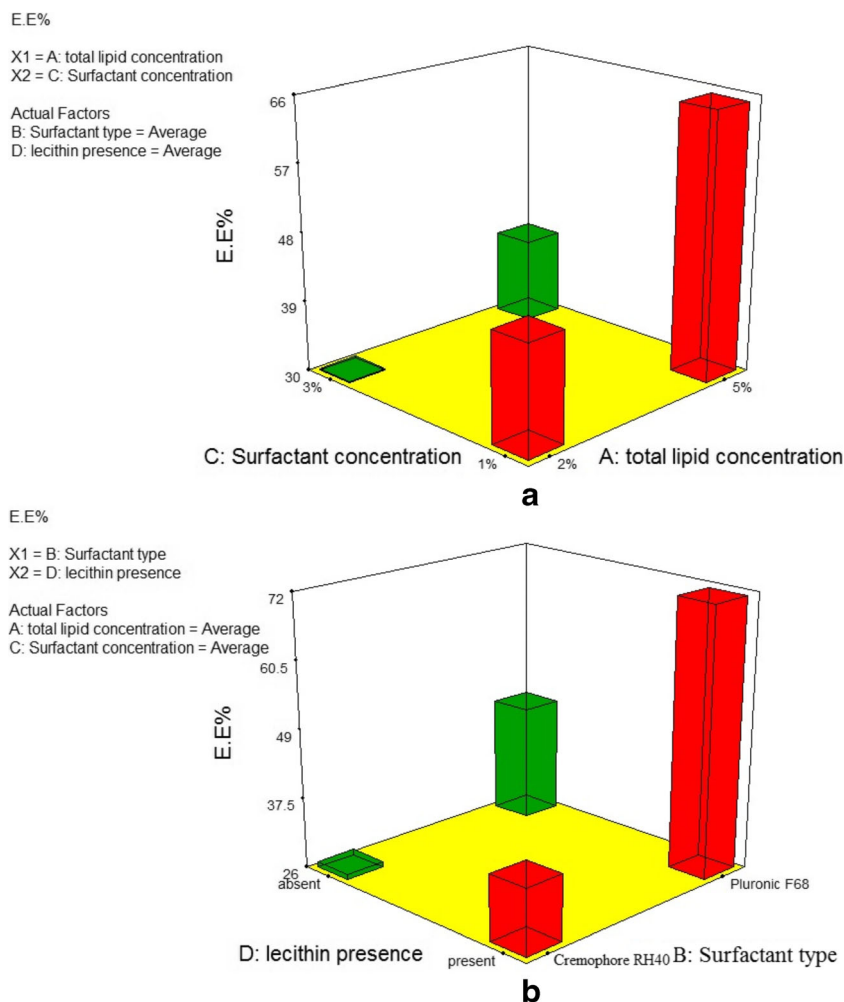 E.E%
X1 = A: total lipid concentration
X2 = C: Surfactant concentration
Actual Factors
B: Surfactant type = Average
D: lecithin presence = Average
66
57
48
39
30
E.E%
3%
5%
C: Surfactant concentration
1%
2%
A: total lipid concentration
a
E.E%
X1 = B: Surfactant type
X2 = D: lecithin presence
Actual Factors
A: total lipid concentration = Average
C: Surfactant concentration = Average
72
60.5
49
37.5
26
E.E%
absent
Pluronic F68
D: lecithin presence
present
Cremophore RH40
B: Surfactant type
b